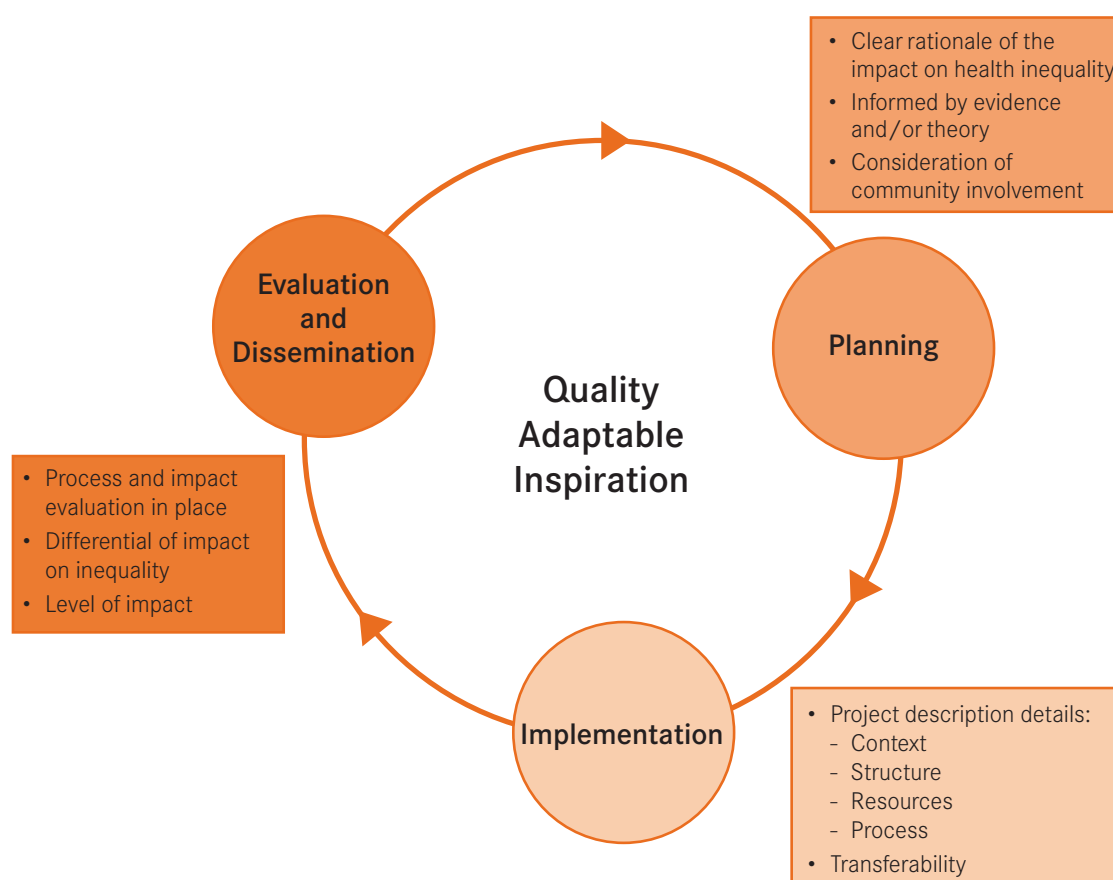 • Clear rationale of the
impact on health inequality
• Informed by evidence
and/or theory
• Consideration of
community involvement
Evaluation
and
Dissemination
Planning
Quality
Adaptable
Inspiration
• Process and impact
evaluation in place
• Differential of impact
on inequality
• Level of impact
Implementation
• Project description details:
- Context
- Structure
- Resources
- Process
• Transferability